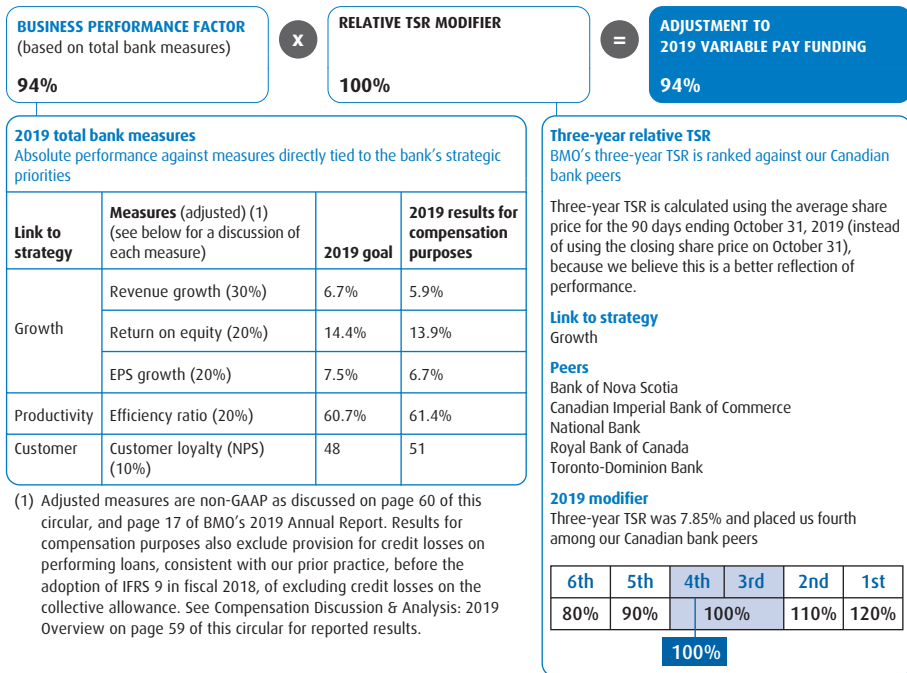 BUSINESS PERFORMANCE FACTOR
(based on total bank measures)
94%
x
RELATIVE TSR MODIFIER
100%
=
ADJUSTMENT TO
2019 VARIABLE PAY FUNDING
94%
2019 total bank measures
Absolute performance against measures directly tied to the bank's strategic
priorities
Link to
strategy
Measures (adjusted) (1)
(see below for a discussion of
each measure)
2019 goal
2019 results for
compensation
purposes
Growth
Revenue growth (30%)
6.7%
5.9%
Return on equity (20%)
14.4%
13.9%
EPS growth (20%)
7.5%
6.7%
Productivity
Efficiency ratio (20%)
60.7%
61.4%
Customer
Customer loyalty (NPS)
(10%)
48
51
(1) Adjusted measures are non-GAAP as discussed on page 60 of this
circular, and page 17 of BMO's 2019 Annual Report. Results for
compensation purposes also exclude provision for credit losses on
performing loans, consistent with our prior practice, before the
adoption of IFRS 9 in fiscal 2018, of excluding credit losses on the
collective allowance. See Compensation Discussion & Analysis: 2019
Overview on page 59 of this circular for reported results.
Three-year relative TSR
BMO's three-year TSR is ranked against our Canadian
bank peers
Three-year TSR is calculated using the average share
price for the 90 days ending October 31, 2019 (instead
of using the closing share price on October 31),
because we believe this is a better reflection of
performance.
Link to strategy
Growth
Peers
Bank of Nova Scotia
Canadian Imperial Bank of Commerce
National Bank
Royal Bank of Canada
Toronto-Dominion Bank
2019 modifier
Three-year TSR was 7.85% and placed us fourth
among our Canadian bank peers
6th 5th 4th 3rd 2nd 1st
80% 90% 100% 110% 120%
100%